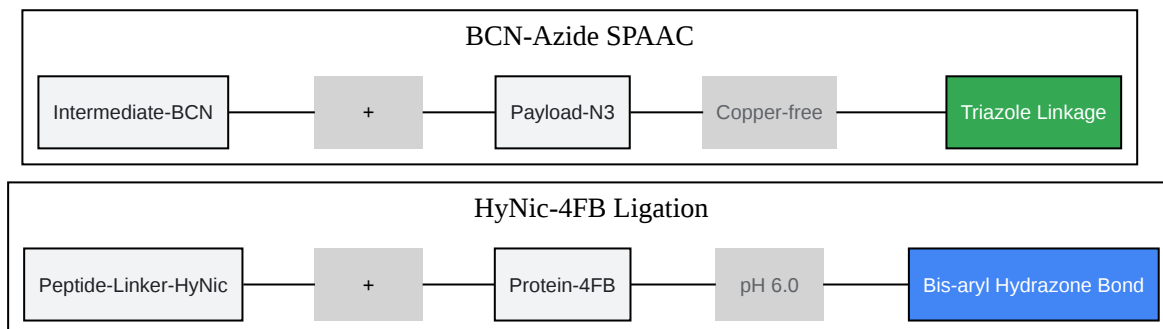 BCN-Azide SPAAC
Intermediate-BCN
+
Payload-N3
Copper-free
Triazole Linkage
HyNic-4FB Ligation
Peptide-Linker-HyNic
+
Protein-4FB
pH 6.0
Bis-aryl Hydrazone Bond